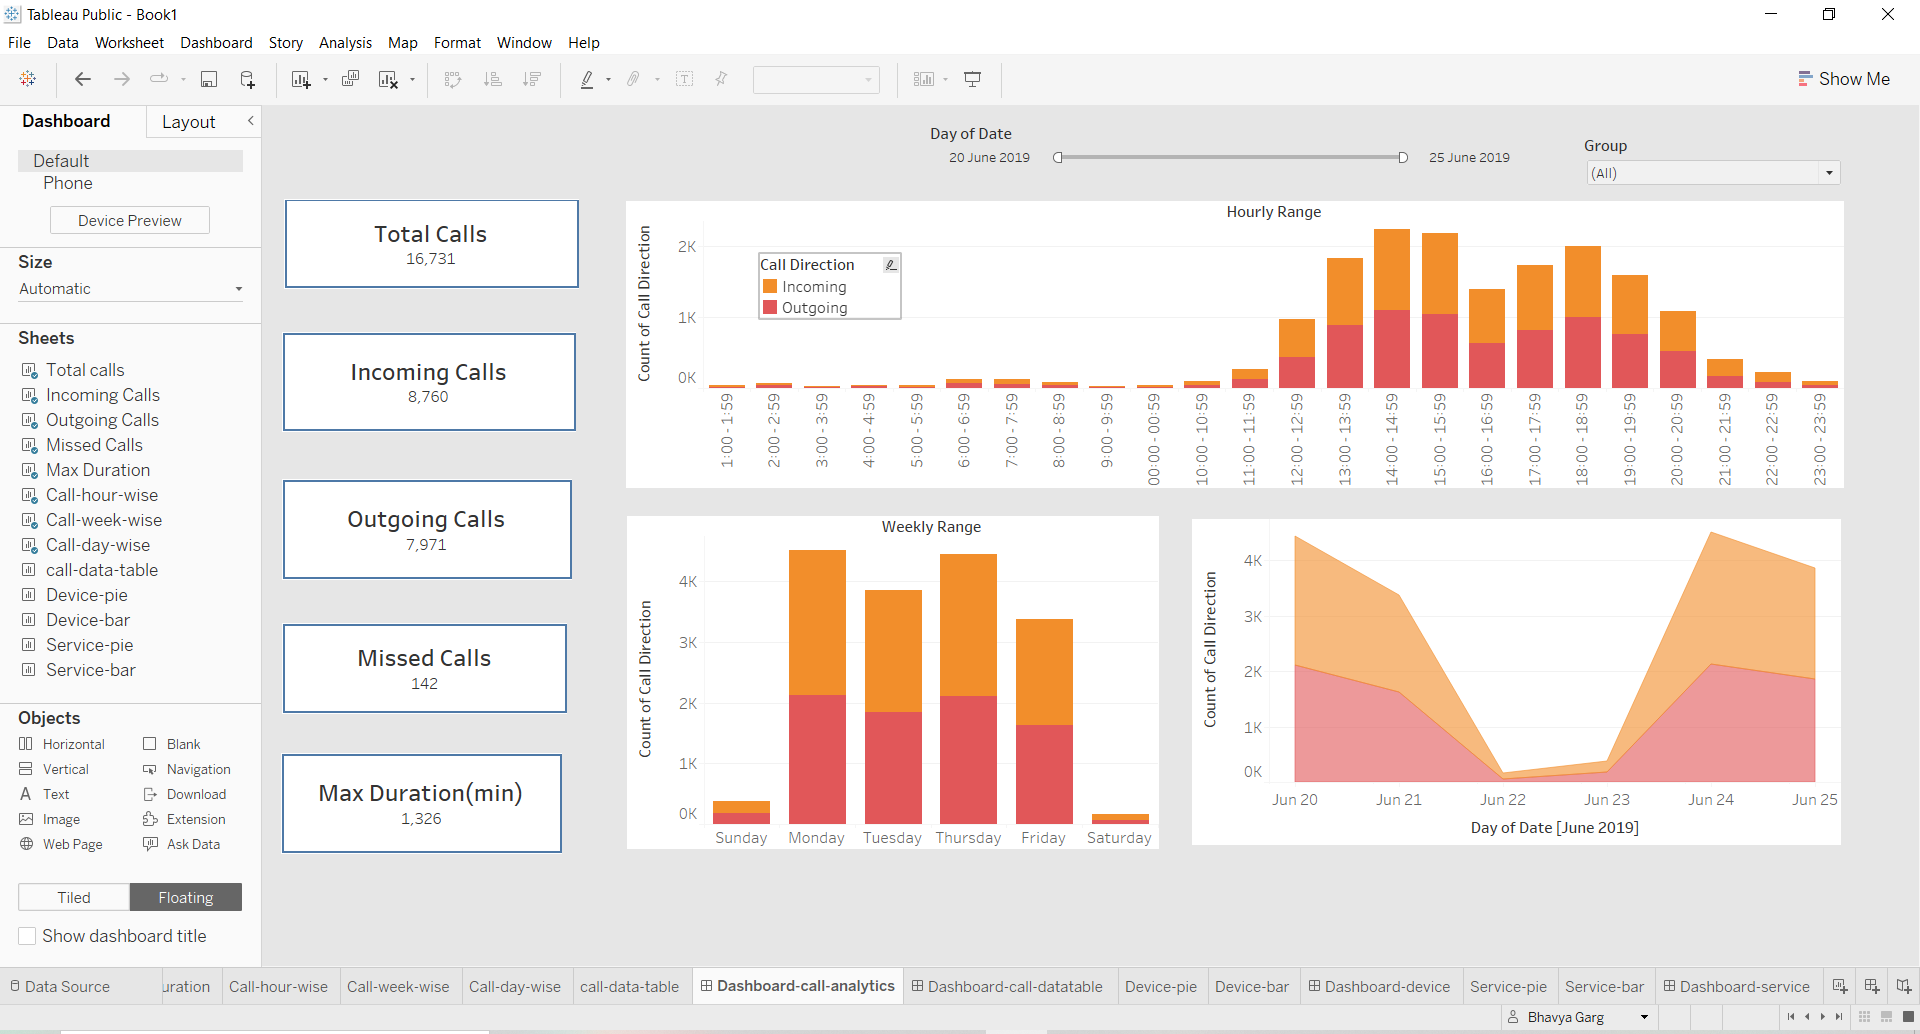 Tableau Public - Book1
File Data Worksheet Dashboard Story Analysis Map Format Window Help
Show Me
Dashboard Layout
Default
Phone
Device Preview
Size
Automatic
Sheets
Total calls
Incoming Calls
Outgoing Calls
Missed Calls
Max Duration
Call-hour-wise
Call-week-wise
Call-day-wise
call-data-table
Device-pie
Device-bar
Service-pie
Service-bar
Objects
Horizontal Blank
Vertical Navigation
Text Download
Image Extension
Web Page Ask Data
Tiled Floating
Show dashboard title
Day of Date
20 June 2019 25 June 2019
Group
(All)
Total Calls
16,731
Incoming Calls
8,760
Outgoing Calls
7,971
Missed Calls
142
Max Duration(min)
1,326
Hourly Range
Count of Call Direction
2K
1K
0K
Call Direction
Incoming
Outgoing
1:00 - 1:59
2:00 - 2:59
3:00 - 3:59
4:00 - 4:59
5:00 - 5:59
6:00 - 6:59
7:00 - 7:59
8:00 - 8:59
9:00 - 9:59
00:00 - 00:59
10:00 - 10:59
11:00 - 11:59
12:00 - 12:59
13:00 - 13:59
14:00 - 14:59
15:00 - 15:59
16:00 - 16:59
17:00 - 17:59
18:00 - 18:59
19:00 - 19:59
20:00 - 20:59
21:00 - 21:59
22:00 - 22:59
23:00 - 23:59
Weekly Range
Count of Call Direction
4K
3K
2K
1K
0K
Sunday Monday Tuesday Thursday Friday Saturday
Count of Call Direction
4K
3K
2K
1K
0K
Jun 20 Jun 21 Jun 22 Jun 23 Jun 24 Jun 25
Day of Date [June 2019]
Data Source uration Call-hour-wise Call-week-wise Call-day-wise call-data-table Dashboard-call-analytics Dashboard-call-datatable Device-pie Device-bar Dashboard-device Service-pie Service-bar Dashboard-service
Bhavya Garg